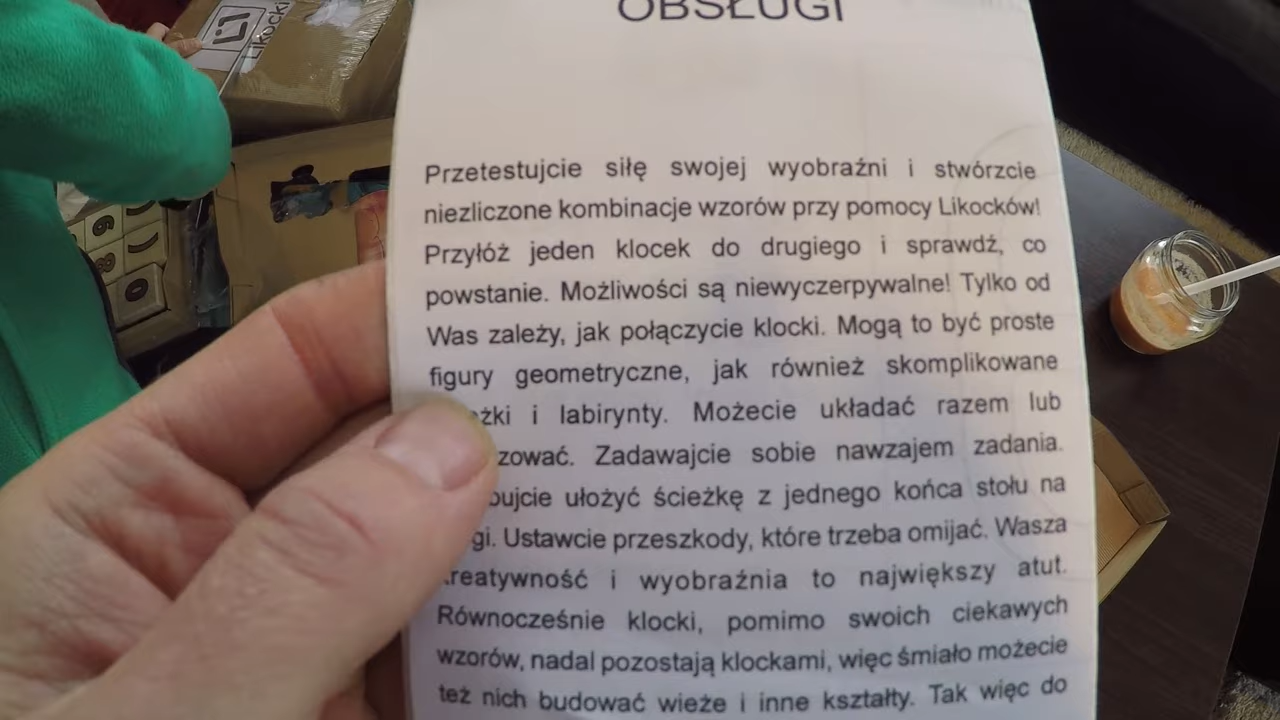 Likocki
OBSŁUGI
Przetestujcie siłę swojej wyobraźni i stwórzcie
niezliczone kombinacje wzorów przy pomocy Likocków!
Przyłóż jeden klocek do drugiego i sprawdź, co
powstanie. Możliwości są niewyczerpywalne! Tylko od
Was zależy, jak połączycie klocki. Mogą to być proste
figury geometryczne, jak również skomplikowane
i labirynty. Możecie układać razem lub
Zadawajcie sobie nawzajem zadania.
ułożyć ścieżkę z jednego końca stołu na
Ustawcie przeszkody, które trzeba omijać. Wasza
kreatywność i wyobraźnia to największy atut.
Równocześnie klocki, pomimo swoich ciekawych
wzorów, nadal pozostają klockami, więc śmiało możecie
też nich budować wieże i inne kształty. Tak więc do